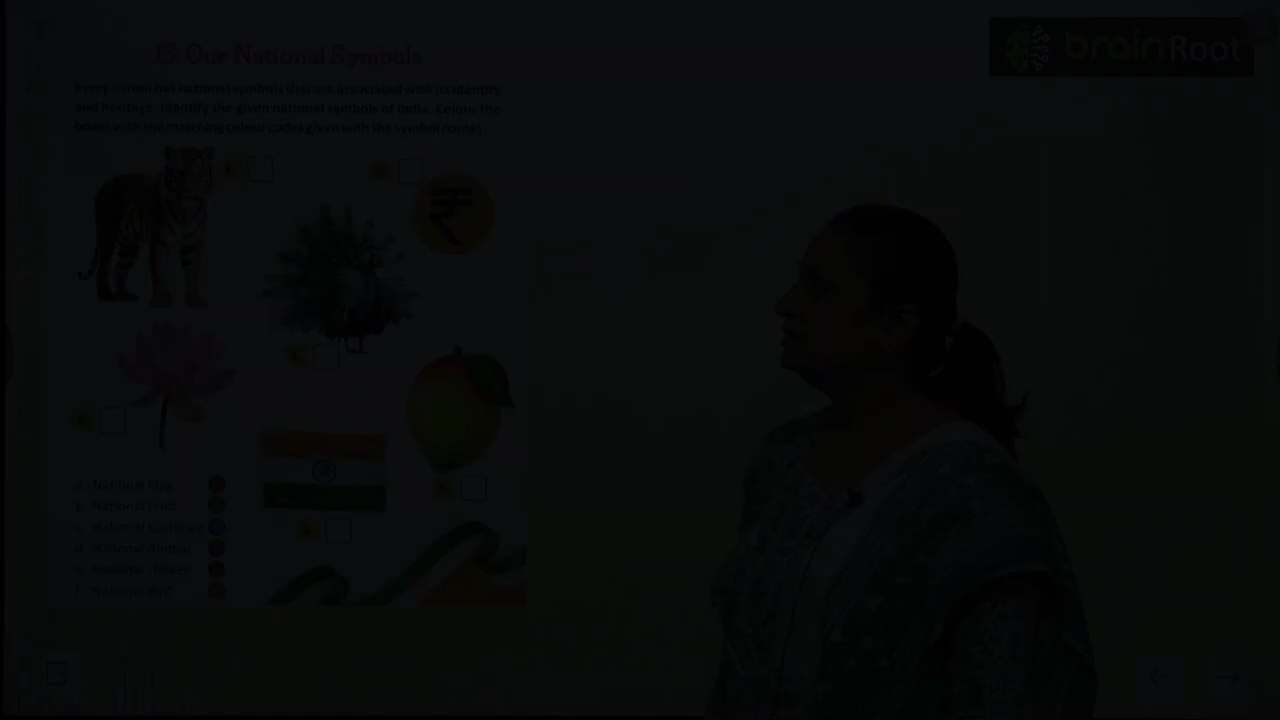 13. Our National Symbols
Every nation has national symbols that are associated with its identity
and heritage. Identify the given national symbols of India. Colour the
boxes with the matching colour codes given with the symbol names.
brainRoot
₹
a. National Flag
b. National Fruit
c. National Currency
d. National Animal
e. National Flower
f. National Bird